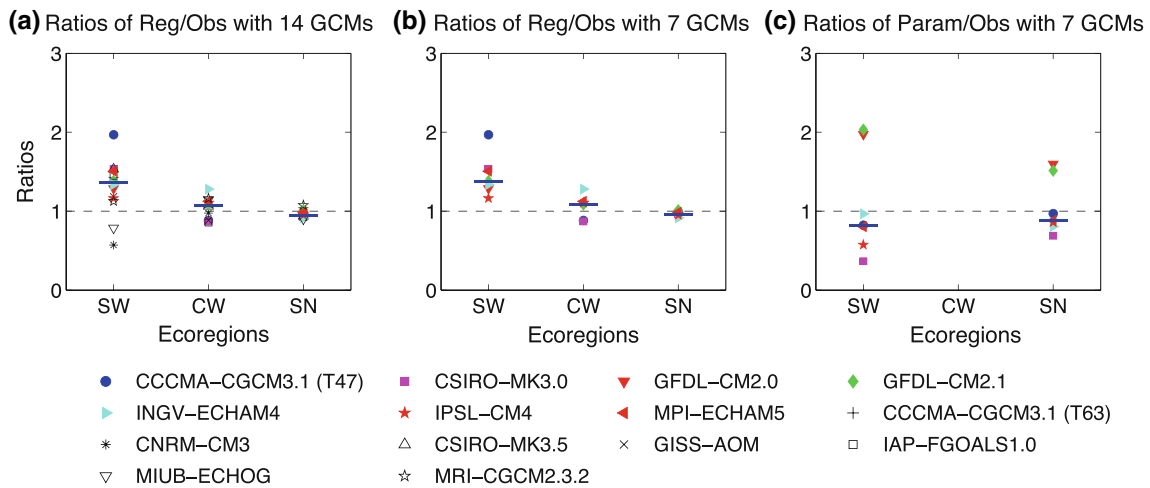 (a) Ratios of Reg/Obs with 14 GCMs
(b) Ratios of Reg/Obs with 7 GCMs
(c) Ratios of Param/Obs with 7 GCMs
Ratios
3
2
1
0
SW CW SN
Ecoregions
3
2
1
0
SW CW SN
Ecoregions
3
2
1
0
SW CW SN
Ecoregions
CCCMA–CGCM3.1 (T47) CSIRO–MK3.0 GFDL–CM2.0 GFDL–CM2.1
INGV–ECHAM4 IPSL–CM4 MPI–ECHAM5 CCCMA–CGCM3.1 (T63)
CNRM–CM3 CSIRO–MK3.5 GISS–AOM IAP–FGOALS1.0
MIUB–ECHOG MRI–CGCM2.3.2